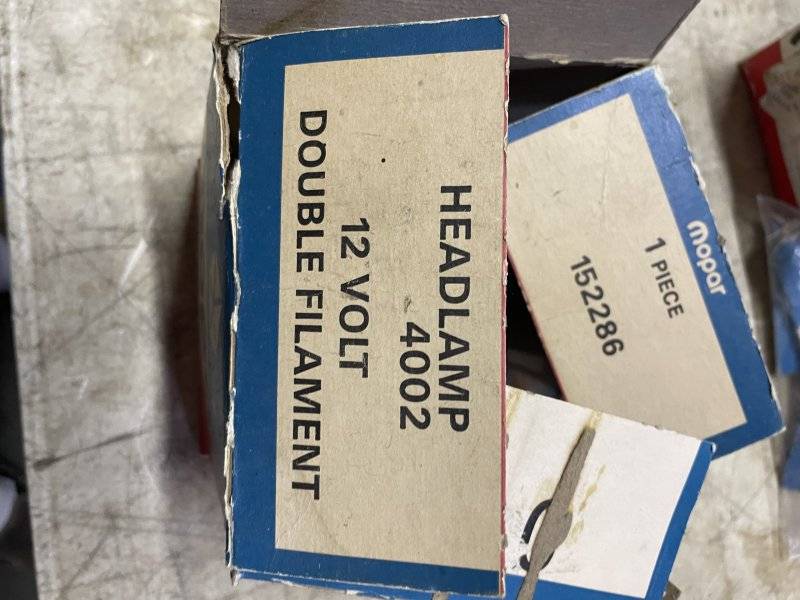 HEADLAMP
4002
12 VOLT
DOUBLE FILAMENT
mopar
1 PIECE
152286